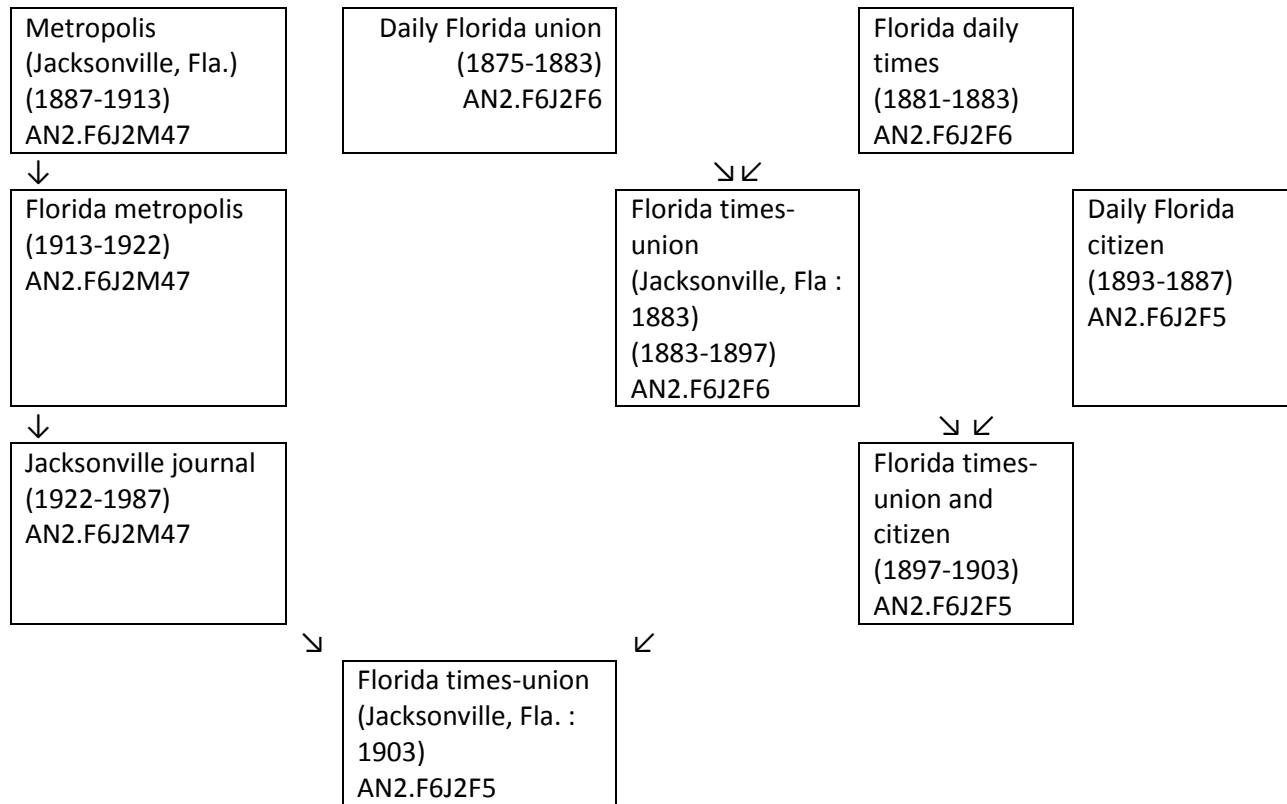 Metropolis
(Jacksonville, Fla.)
(1887-1913)
AN2.F6J2M47
Daily Florida union
(1875-1883)
AN2.F6J2F6
Florida daily
times
(1881-1883)
AN2.F6J2F6
↓
↘↙
Florida metropolis
(1913-1922)
AN2.F6J2M47
Florida times-
union
(Jacksonville, Fla :
1883)
(1883-1897)
AN2.F6J2F6
Daily Florida
citizen
(1893-1887)
AN2.F6J2F5
↓
↘ ↙
Jacksonville journal
(1922-1987)
AN2.F6J2M47
Florida times-
union and
citizen
(1897-1903)
AN2.F6J2F5
↘ ↙
Florida times-union
(Jacksonville, Fla. :
1903)
AN2.F6J2F5